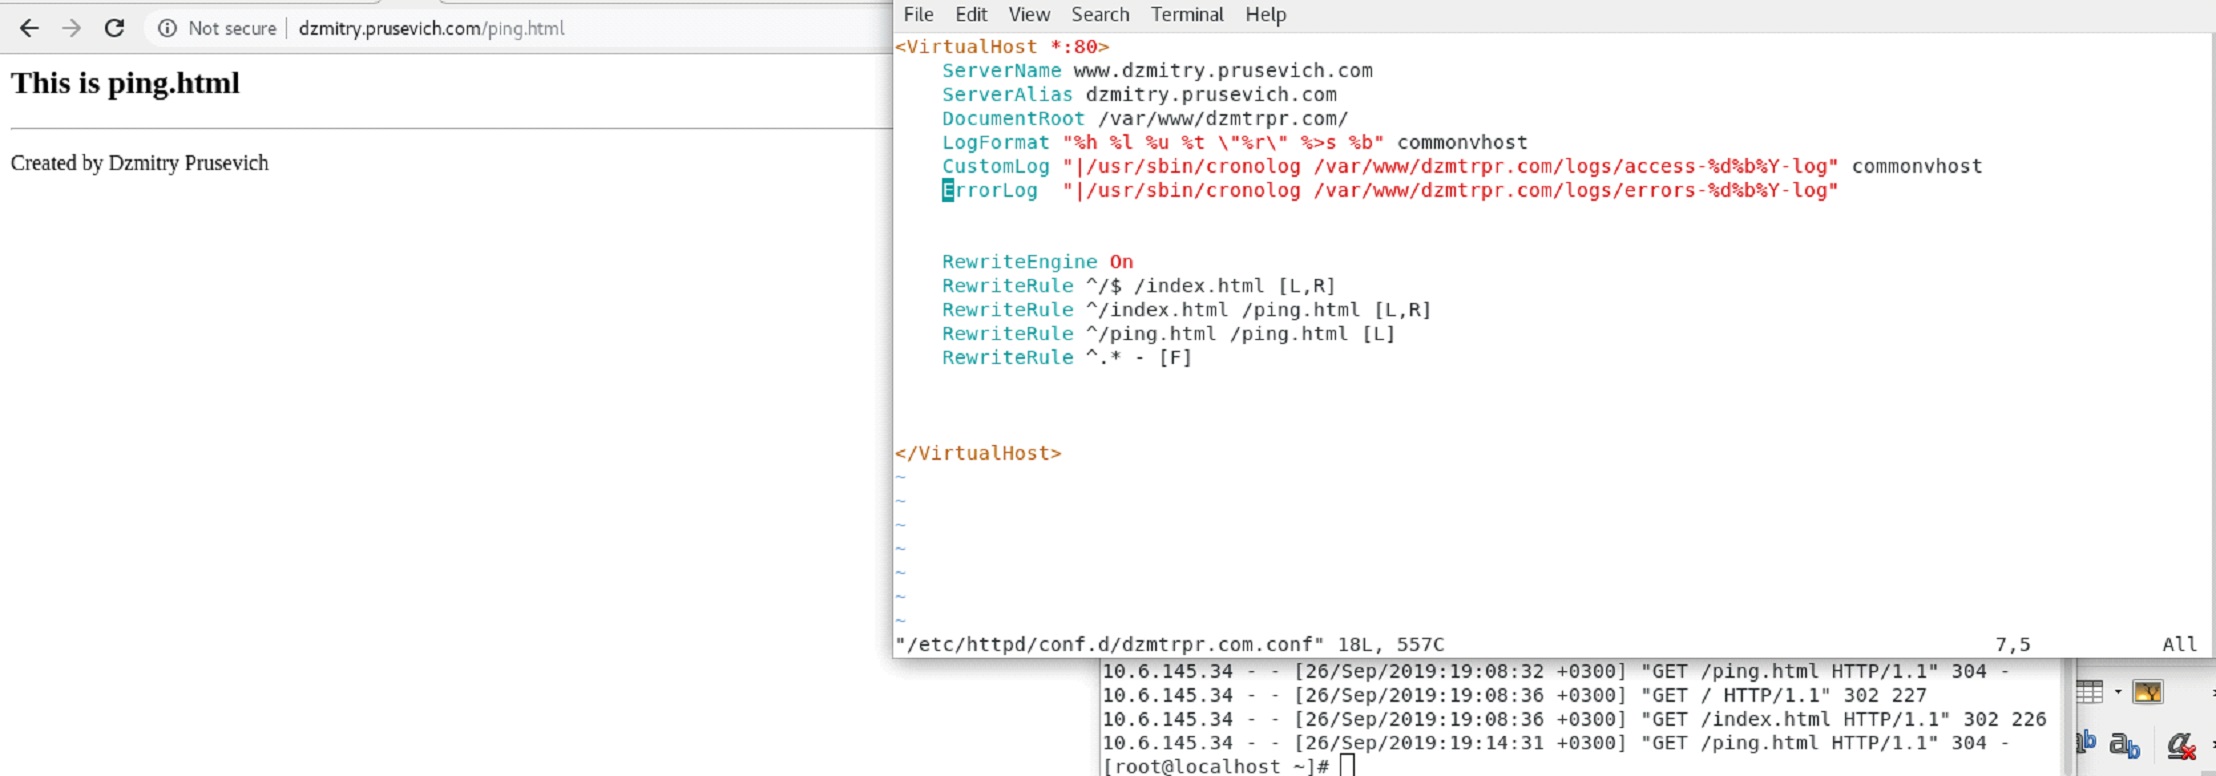 Not secure dzmitry.prusevich.com/ping.html
This is ping.html
Created by Dzmitry Prusevich
File Edit View Search Terminal Help
<VirtualHost *:80>
    ServerName www.dzmitry.prusevich.com
    ServerAlias dzmitry.prusevich.com
    DocumentRoot /var/www/dzmtrpr.com/
    LogFormat "%h %l %u %t \"%r\" %>s %b" commonvhost
    CustomLog "|/usr/sbin/cronolog /var/www/dzmtrpr.com/logs/access-%d%b%Y-log" commonvhost
    ErrorLog  "|/usr/sbin/cronolog /var/www/dzmtrpr.com/logs/errors-%d%b%Y-log"
    RewriteEngine On
    RewriteRule ^/$ /index.html [L,R]
    RewriteRule ^/index.html /ping.html [L,R]
    RewriteRule ^/ping.html /ping.html [L]
    RewriteRule ^.* - [F]
</VirtualHost>
~
~
~
~
~
~
~
"/etc/httpd/conf.d/dzmtrpr.com.conf" 18L, 557C 7,5 All
10.6.145.34 - - [26/Sep/2019:19:08:32 +0300] "GET /ping.html HTTP/1.1" 304 -
10.6.145.34 - - [26/Sep/2019:19:08:36 +0300] "GET / HTTP/1.1" 302 227
10.6.145.34 - - [26/Sep/2019:19:08:36 +0300] "GET /index.html HTTP/1.1" 302 226
10.6.145.34 - - [26/Sep/2019:19:14:31 +0300] "GET /ping.html HTTP/1.1" 304 -
[root@localhost ~]#